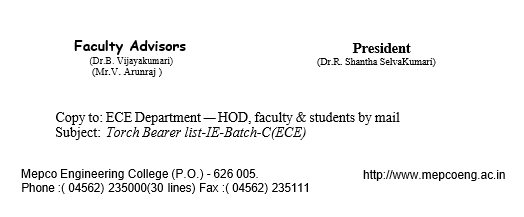 Faculty Advisors
(Dr.B. Vijayakumari)
(Mr.V. Arunraj )
President
(Dr.R. Shantha SelvaKumari)
Copy to: ECE Department — HOD, faculty & students by mail
Subject: Torch Bearer list-IE-Batch-C(ECE)
Mepco Engineering College (P.O.) - 626 005.
http://www.mepcoeng.ac.in
Phone :( 04562) 235000(30 lines) Fax :( 04562) 235111